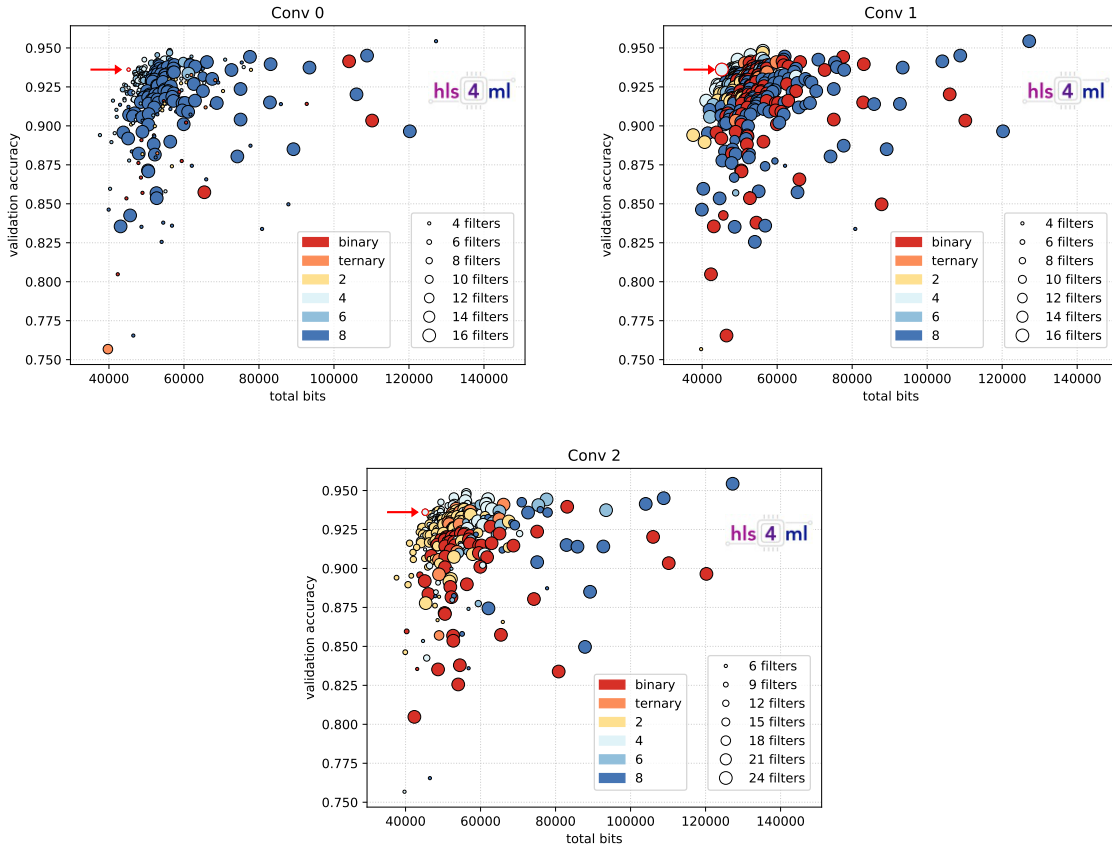 Conv 0
validation accuracy
0.950
0.925
0.900
0.875
0.850
0.825
0.800
0.775
0.750
hls 4 ml
binary
ternary
2
4
6
8
4 filters
6 filters
8 filters
10 filters
12 filters
14 filters
16 filters
40000 60000 80000 100000 120000 140000
total bits
Conv 1
validation accuracy
0.950
0.925
0.900
0.875
0.850
0.825
0.800
0.775
0.750
hls 4 ml
binary
ternary
2
4
6
8
4 filters
6 filters
8 filters
10 filters
12 filters
14 filters
16 filters
40000 60000 80000 100000 120000 140000
total bits
Conv 2
validation accuracy
0.950
0.925
0.900
0.875
0.850
0.825
0.800
0.775
0.750
hls 4 ml
binary
ternary
2
4
6
8
6 filters
9 filters
12 filters
15 filters
18 filters
21 filters
24 filters
40000 60000 80000 100000 120000 140000
total bits